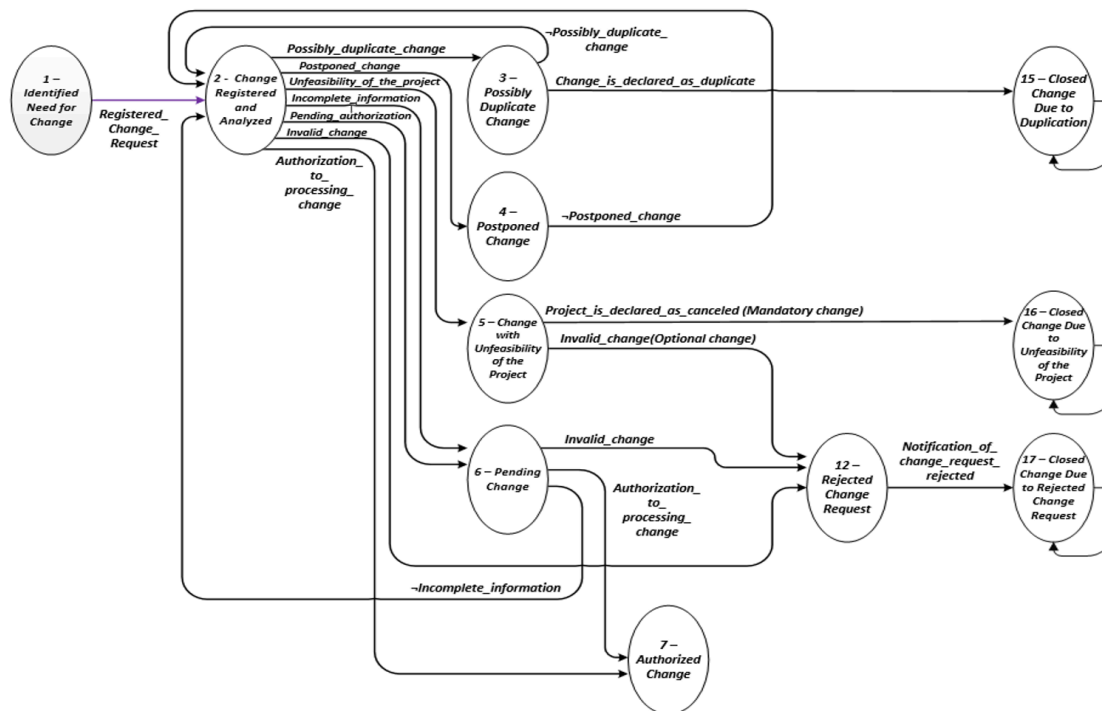 ¬Possibly_duplicate_
change
1 –
Identified
Need for
Change
Registered_
Change_
Request
2 - Change
Registered
and
Analyzed
Possibly_duplicate_change
Postponed_change
Unfeasibility_of_the_project
Incomplete_information
Pending_authorization
Invalid_change
Authorization_
to_
processing_
change
3 –
Possibly
Duplicate
Change
Change_is_declared_as_duplicate
15 – Closed
Change
Due to
Duplication
4 –
Postponed
Change
¬Postponed_change
5 – Change
with
Unfeasibility
of the
Project
Project_is_declared_as_canceled (Mandatory change)
Invalid_change(Optional change)
16 – Closed
Change Due
to
Unfeasibility
of the
Project
6 – Pending
Change
Invalid_change
Authorization_
to_
processing_
change
¬Incomplete_information
12 –
Rejected
Change
Request
Notification_of_
change_request_
rejected
17 – Closed
Change Due
to Rejected
Change
Request
7 –
Authorized
Change